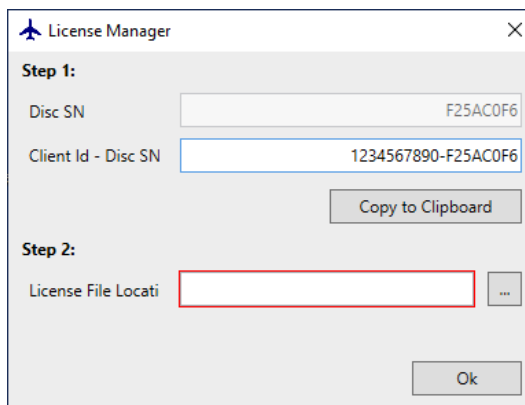 License Manager
Step 1:
Disc SN F25AC0F6
Client Id - Disc SN 1234567890-F25AC0F6
Copy to Clipboard
Step 2:
License File Locati ...
Ok